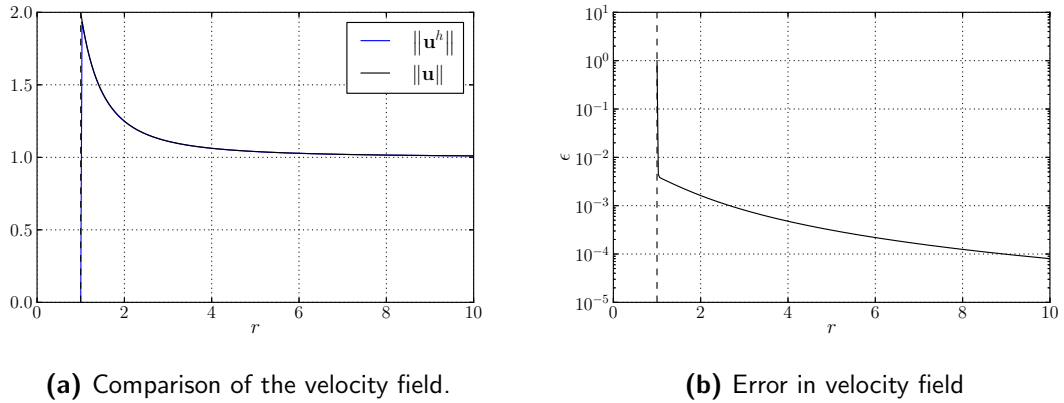 2.0
1.5
1.0
0.5
0.0
0 2 4 6 8 10
r
‖u^h‖
‖u‖
10^1
10^0
10^-1
10^-2
10^-3
10^-4
10^-5
ϵ
0 2 4 6 8 10
r
(a) Comparison of the velocity field.
(b) Error in velocity field